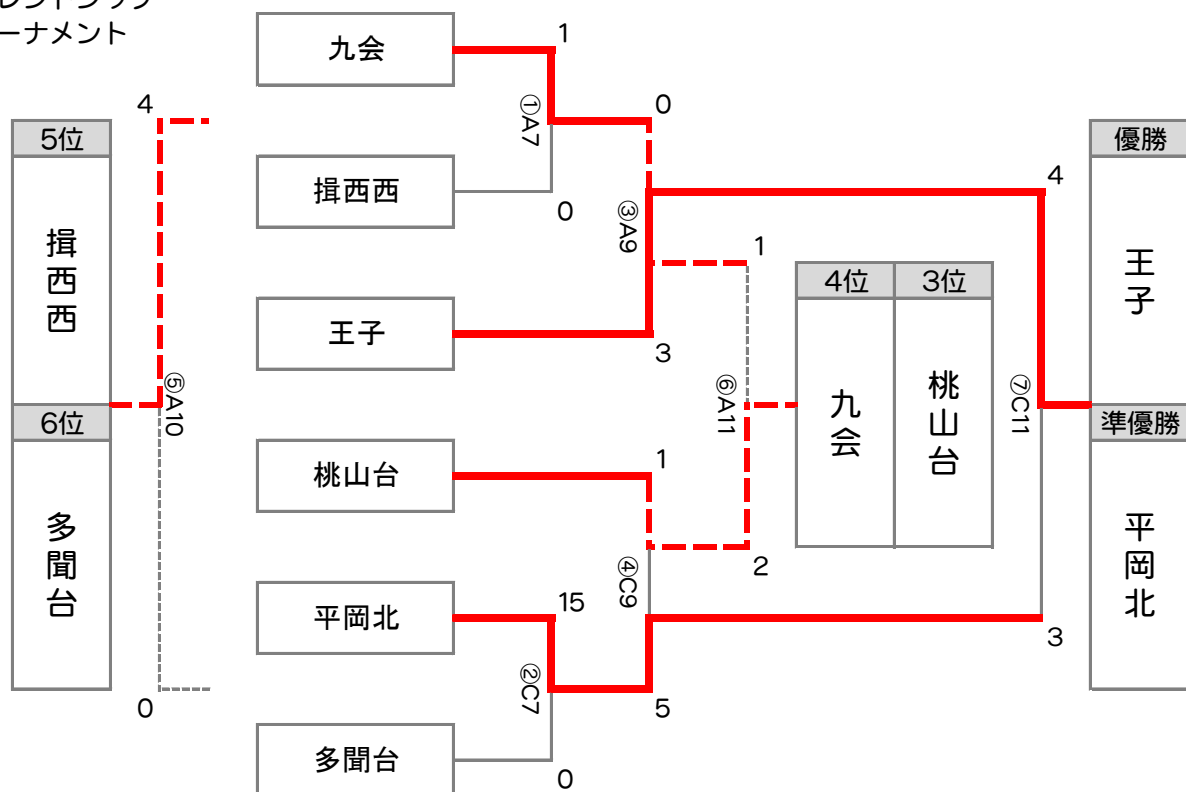 ーナメント
九会
1
①A7
揖西西
0
0
王子
3
③A9
桃山台
1
④C9
平岡北
15
②C7
5
多聞台
0
4
5位
揖西西
⑤A10
6位
多聞台
0
1
⑥A11
2
4位
3位
九会
桃山台
4
⑦C11
3
優勝
王子
準優勝
平岡北